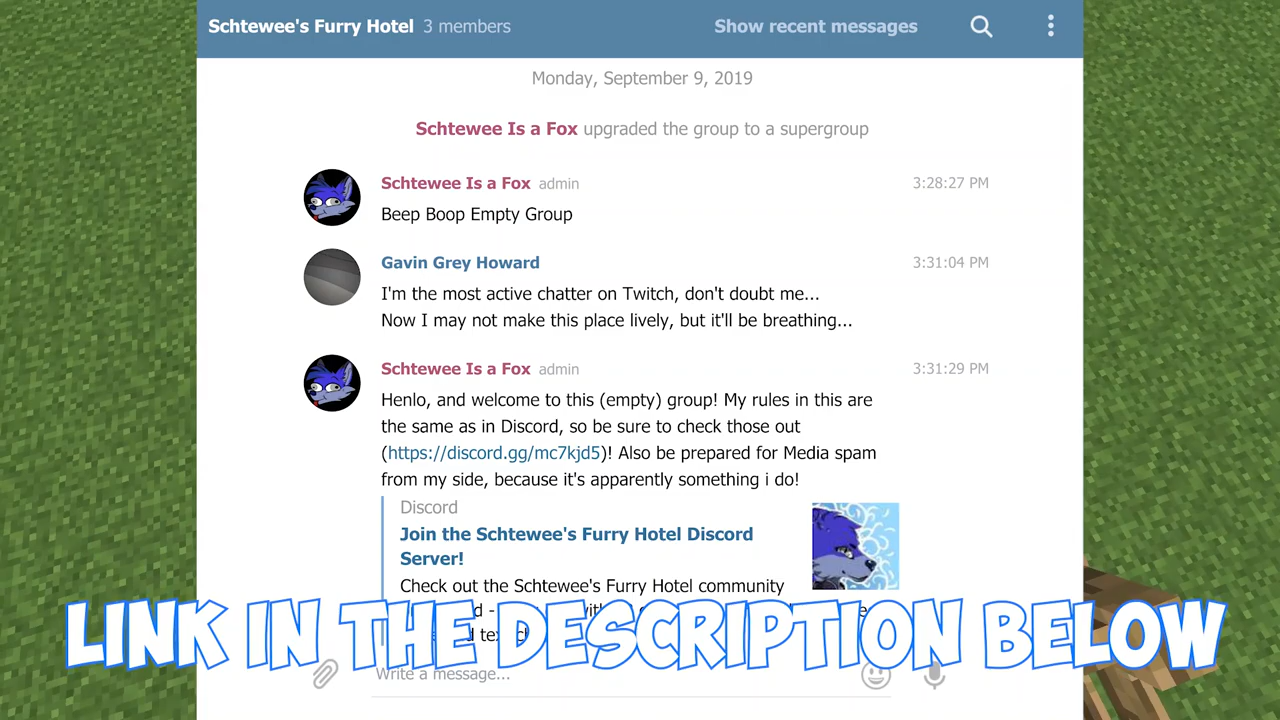 Schtewee's Furry Hotel 3 members Show recent messages
Monday, September 9, 2019
Schtewee Is a Fox upgraded the group to a supergroup
Schtewee Is a Fox admin 3:28:27 PM
Beep Boop Empty Group
Gavin Grey Howard 3:31:04 PM
I'm the most active chatter on Twitch, don't doubt me...
Now I may not make this place lively, but it'll be breathing...
Schtewee Is a Fox admin 3:31:29 PM
Henlo, and welcome to this (empty) group! My rules in this are
the same as in Discord, so be sure to check those out
(https://discord.gg/mc7kjd5)! Also be prepared for Media spam
from my side, because it's apparently something i do!
Discord
Join the Schtewee's Furry Hotel Discord
Server!
Check out the Schtewee's Furry Hotel community
LINK IN THE DESCRIPTION BELOW
Write a message...